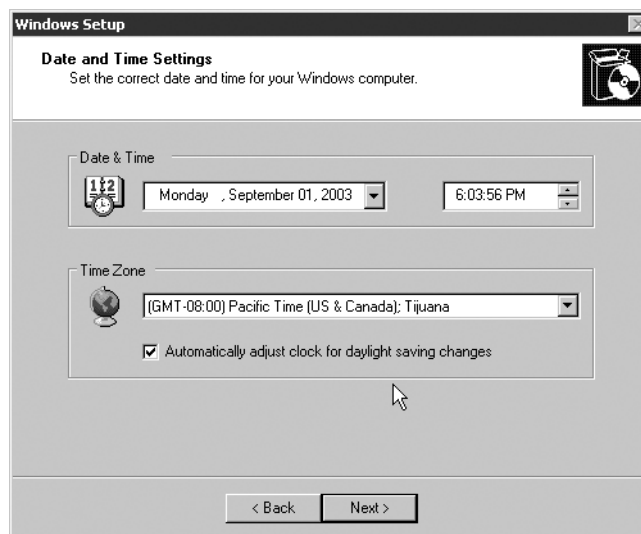 Windows Setup
Date and Time Settings
Set the correct date and time for your Windows computer.
Date & Time
Monday , September 01, 2003
6:03:56 PM
Time Zone
(GMT-08:00) Pacific Time (US & Canada); Tijuana
Automatically adjust clock for daylight saving changes
< Back
Next >